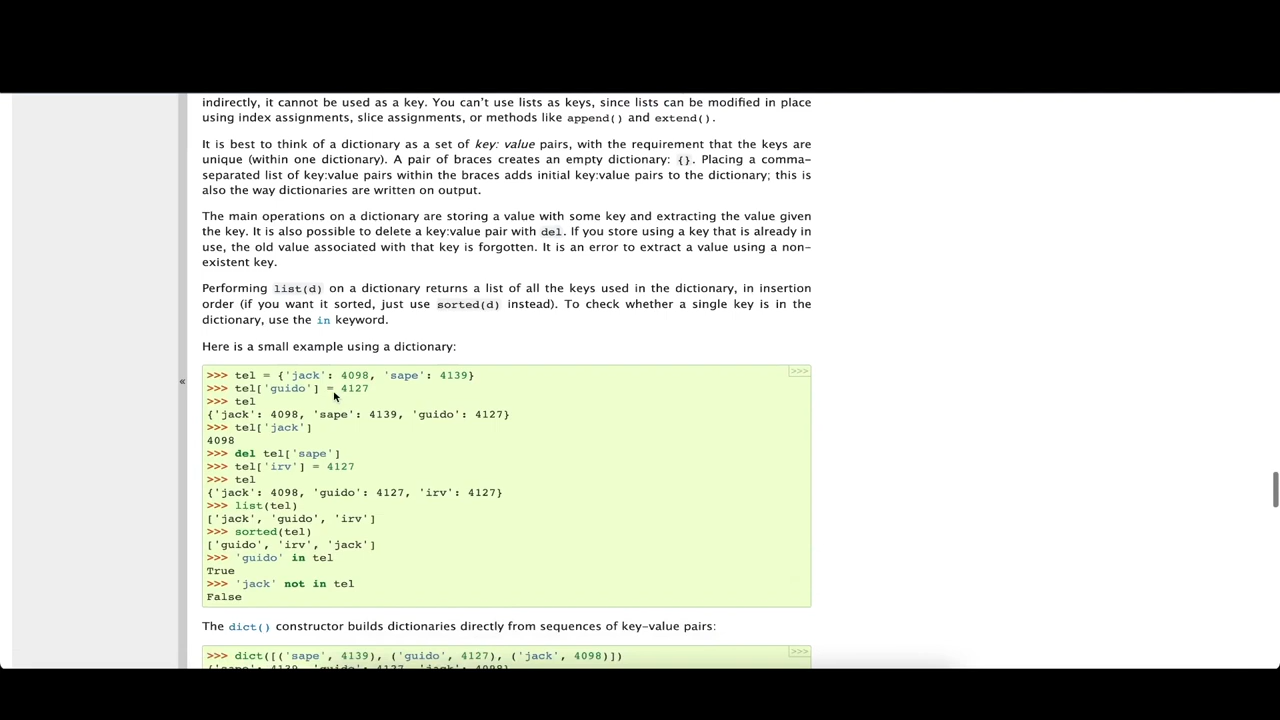 indirectly, it cannot be used as a key. You can't use lists as keys, since lists can be modified in place
using index assignments, slice assignments, or methods like append() and extend().
It is best to think of a dictionary as a set of key: value pairs, with the requirement that the keys are
unique (within one dictionary). A pair of braces creates an empty dictionary: {}. Placing a comma-
separated list of key:value pairs within the braces adds initial key:value pairs to the dictionary; this is
also the way dictionaries are written on output.
The main operations on a dictionary are storing a value with some key and extracting the value given
the key. It is also possible to delete a key:value pair with del. If you store using a key that is already in
use, the old value associated with that key is forgotten. It is an error to extract a value using a non-
existent key.
Performing list(d) on a dictionary returns a list of all the keys used in the dictionary, in insertion
order (if you want it sorted, just use sorted(d) instead). To check whether a single key is in the
dictionary, use the in keyword.
Here is a small example using a dictionary:
>>>
>>> tel = {'jack': 4098, 'sape': 4139}
«
>>> tel['guido'] = 4127
>>> tel
{'jack': 4098, 'sape': 4139, 'guido': 4127}
>>> tel['jack']
4098
>>> del tel['sape']
>>> tel['irv'] = 4127
>>> tel
{'jack': 4098, 'guido': 4127, 'irv': 4127}
>>> list(tel)
['jack', 'guido', 'irv']
>>> sorted(tel)
['guido', 'irv', 'jack']
>>> 'guido' in tel
True
>>> 'jack' not in tel
False
The dict() constructor builds dictionaries directly from sequences of key-value pairs:
>>>
>>> dict([('sape', 4139), ('guido', 4127), ('jack', 4098)])
{'sape': 4139, 'guido': 4127, 'jack': 4098}